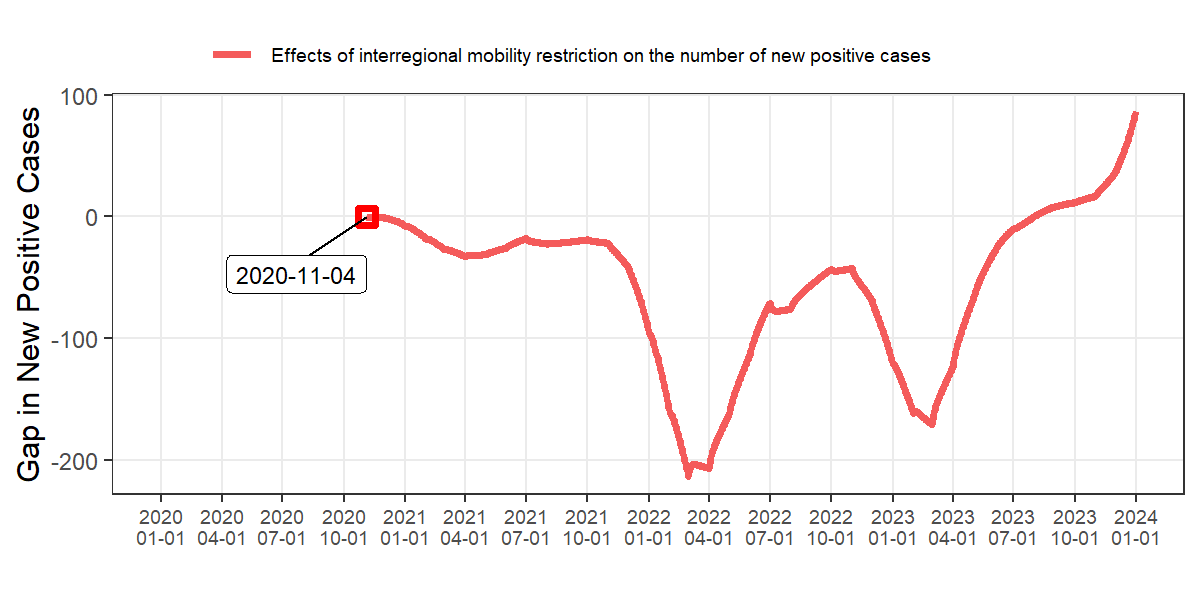 Effects of interregional mobility restriction on the number of new positive cases
Gap in New Positive Cases
100
0
-100
-200
2020-11-04
2020 2020 2020 2020 2021 2021 2021 2021 2022 2022 2022 2022 2023 2023 2023 2023 2024
01-01 04-01 07-01 10-01 01-01 04-01 07-01 10-01 01-01 04-01 07-01 10-01 01-01 04-01 07-01 10-01 01-01